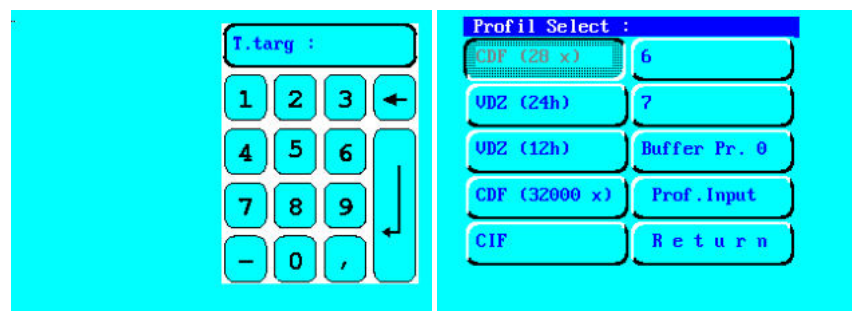 T.targ :
1 2 3
4 5 6
7 8 9
- 0 ,
Profil Select :
CDF (28 x) 6
VDZ (24h) 7
VDZ (12h) Buffer Pr. 0
CDF (32000 x) Prof.Input
CIF R e t u r n